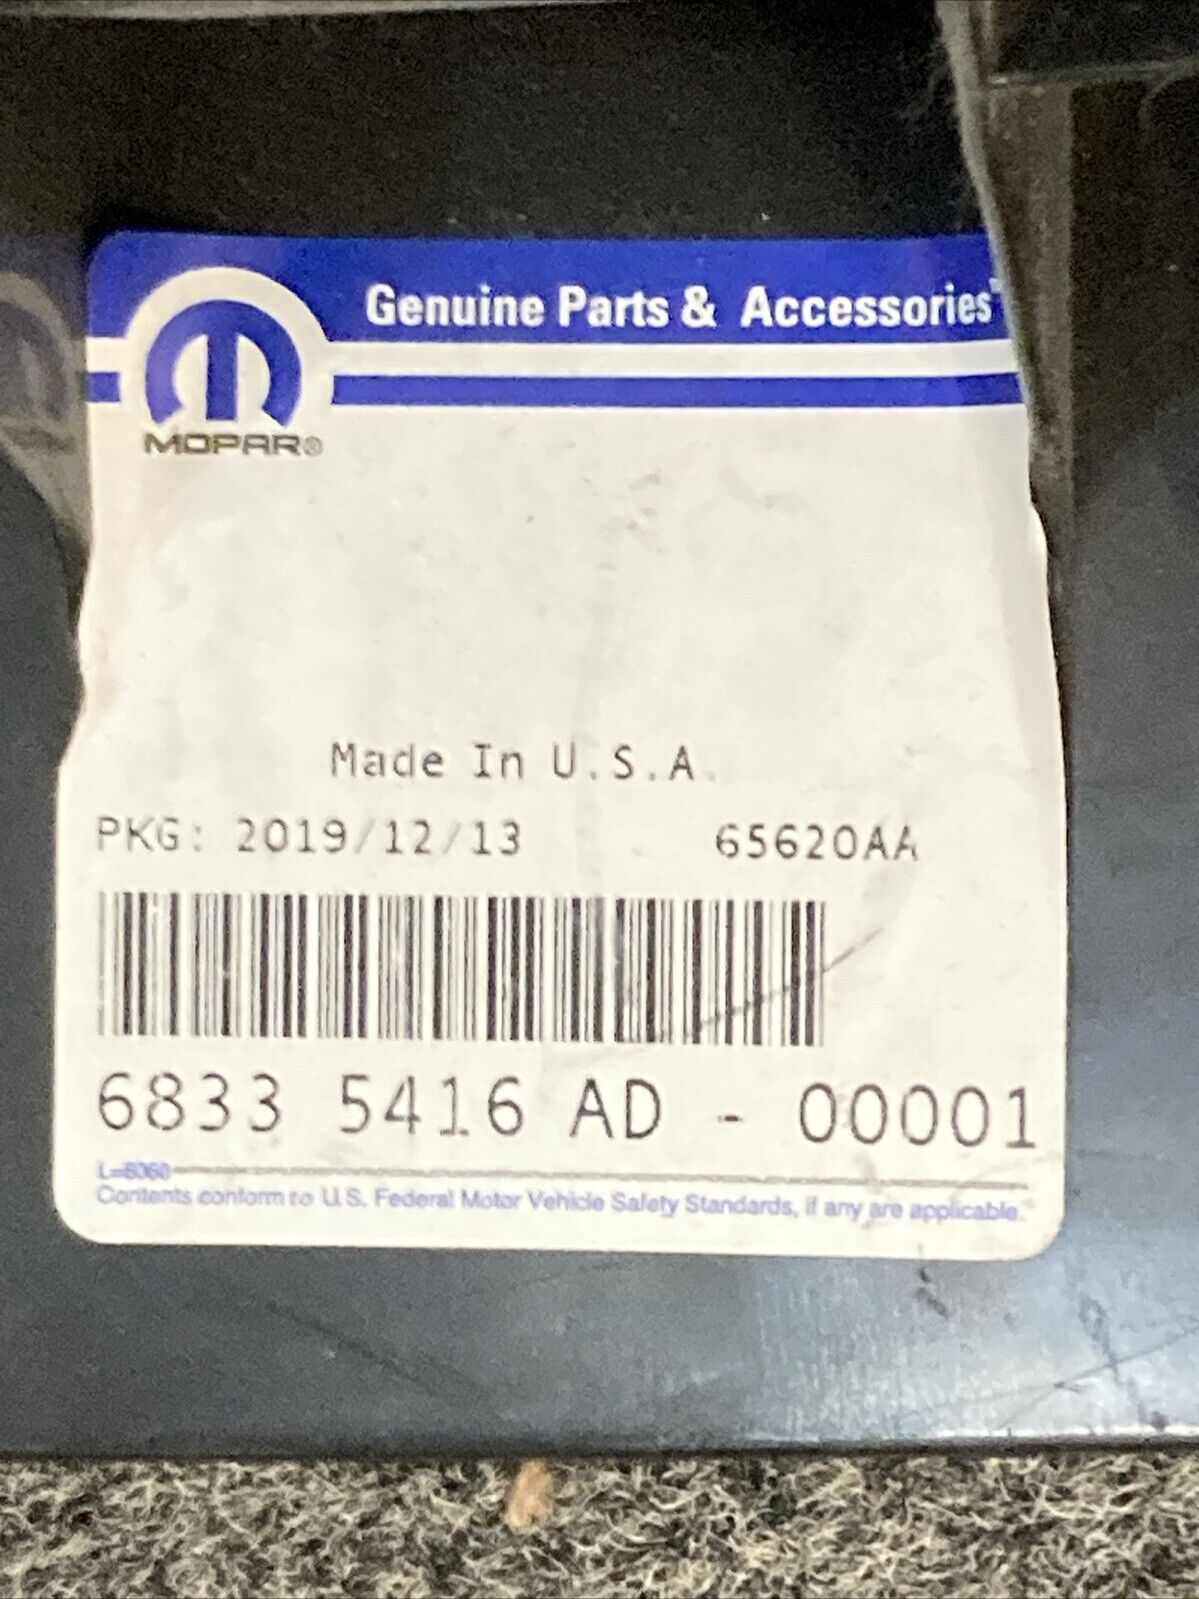 Genuine Parts & Accessories™
MOPAR®
Made In U.S.A.
PKG: 2019/12/13 65620AA
6833 5416 AD - 00001
L=6060
Contents conform to U.S. Federal Motor Vehicle Safety Standards, if any are applicable.